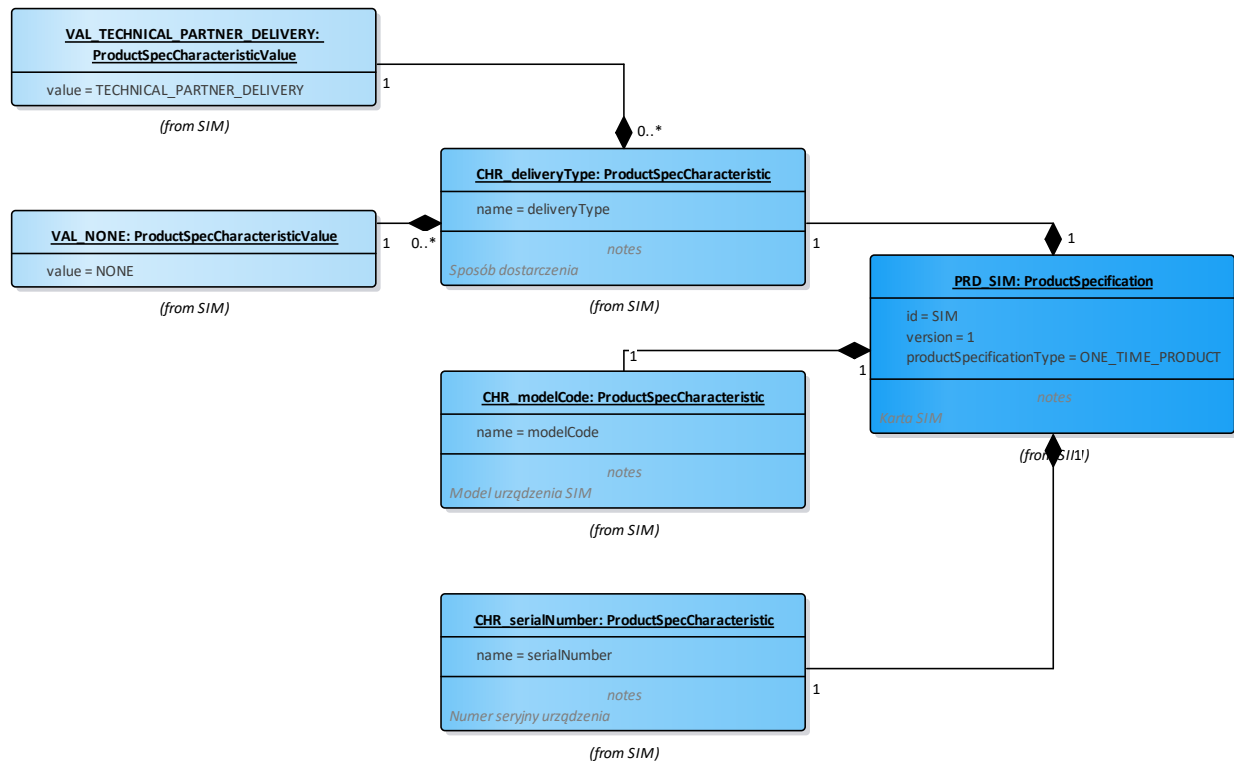 VAL_TECHNICAL_PARTNER_DELIVERY:
ProductSpecCharacteristicValue
value = TECHNICAL_PARTNER_DELIVERY
(from SIM)
1
0..*
CHR_deliveryType: ProductSpecCharacteristic
name = deliveryType
notes
Sposób dostarczenia
(from SIM)
VAL_NONE: ProductSpecCharacteristicValue
value = NONE
(from SIM)
1
0..*
1
1
PRD_SIM: ProductSpecification
id = SIM
version = 1
productSpecificationType = ONE_TIME_PRODUCT
notes
Karta SIM
(from SIM)
1
1
1
CHR_modelCode: ProductSpecCharacteristic
name = modelCode
notes
Model urządzenia SIM
(from SIM)
CHR_serialNumber: ProductSpecCharacteristic
name = serialNumber
notes
Numer seryjny urządzenia
(from SIM)
1